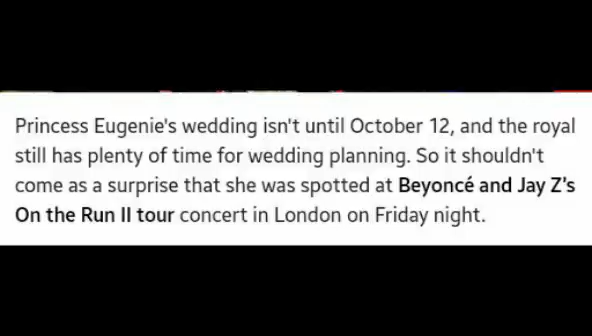 Princess Eugenie's wedding isn't until October 12, and the royal
still has plenty of time for wedding planning. So it shouldn't
come as a surprise that she was spotted at Beyoncé and Jay Z's
On the Run II tour concert in London on Friday night.